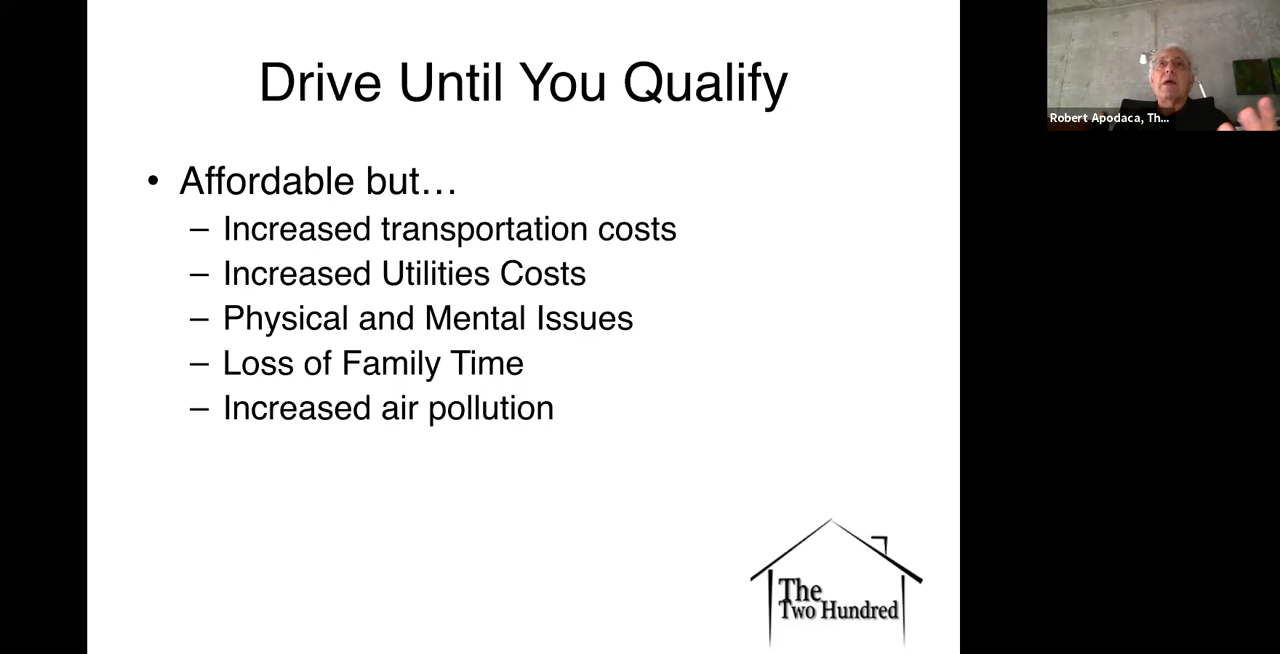 Drive Until You Qualify
• Affordable but…
– Increased transportation costs
– Increased Utilities Costs
– Physical and Mental Issues
– Loss of Family Time
– Increased air pollution
The
Two Hundred
Robert Apodaca, Th...